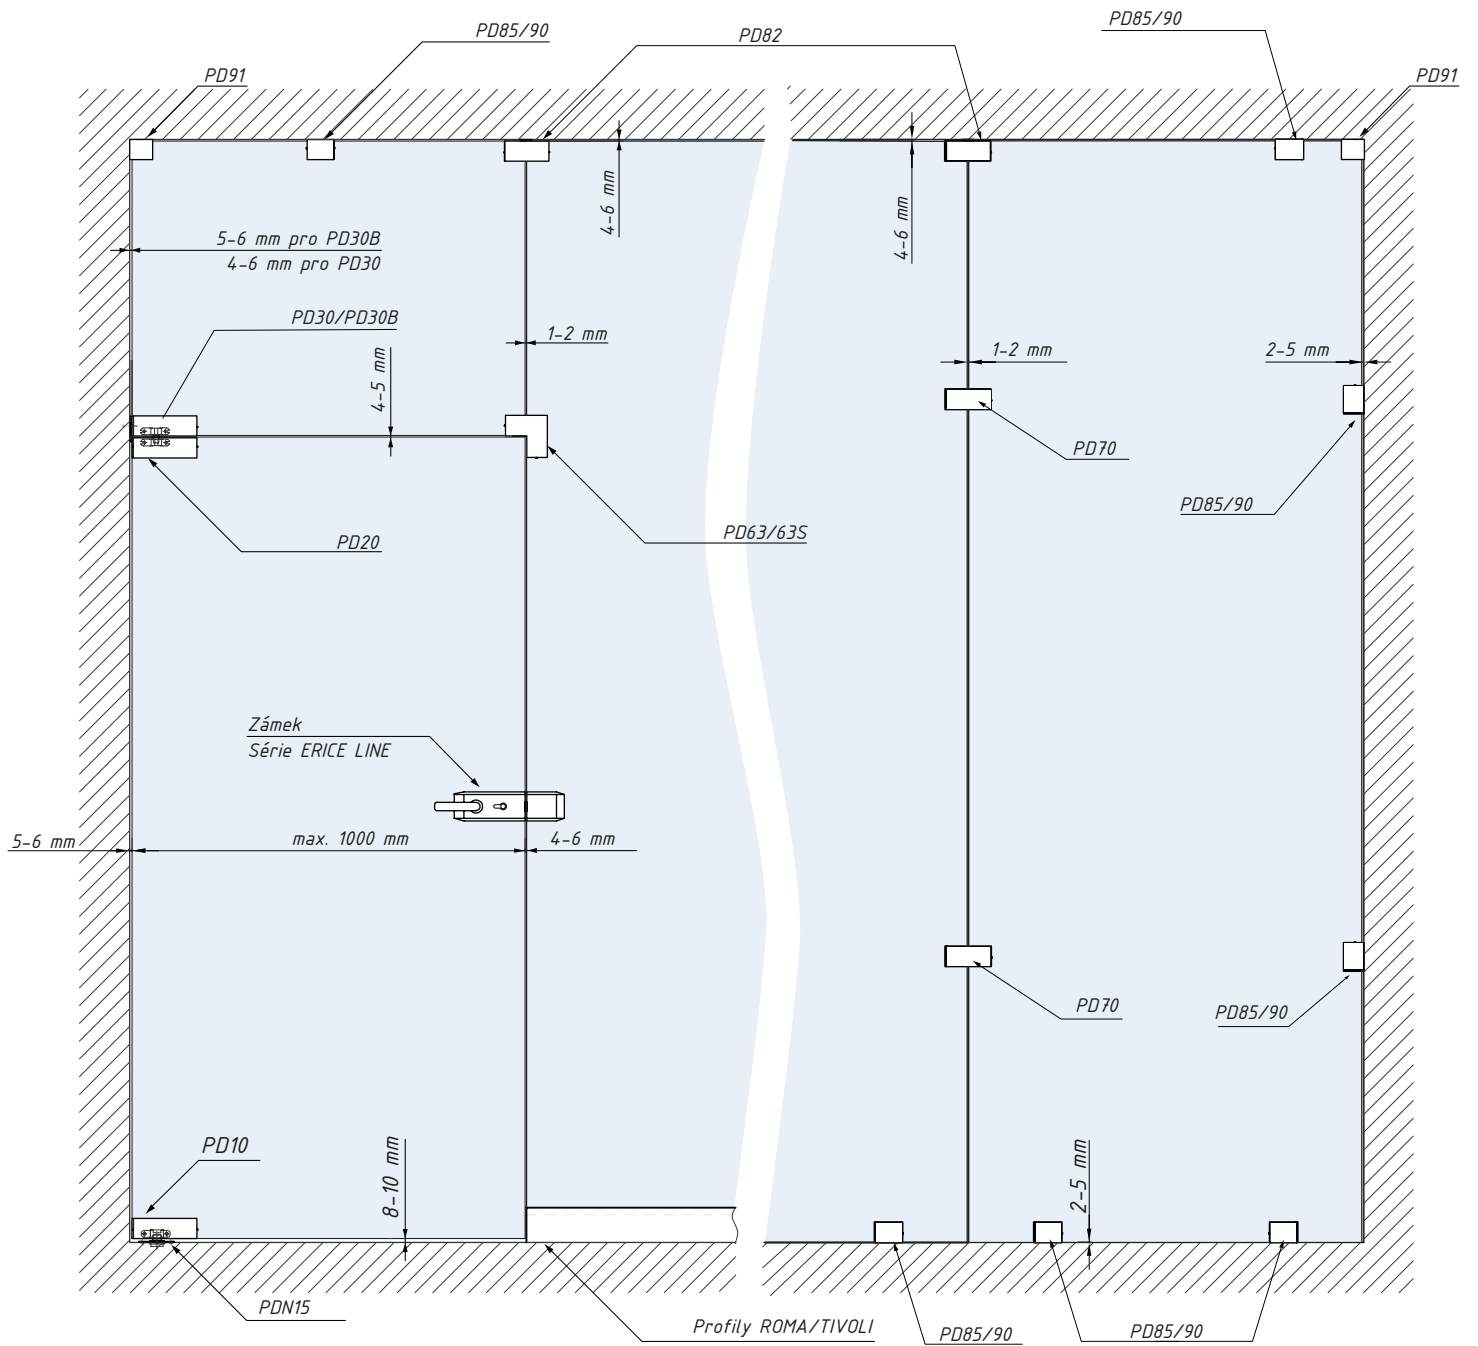 PD85/90
PD82
PD85/90
PD91
PD91
4-6 mm
4-6 mm
5-6 mm pro PD30B
4-6 mm pro PD30
PD30/PD30B
1-2 mm
1-2 mm
2-5 mm
4-5 mm
PD70
PD85/90
PD20
PD63/63S
Zámek
Série ERICE LINE
5-6 mm
max. 1000 mm
4-6 mm
PD70
PD85/90
PD10
8-10 mm
2-5 mm
PDN15
Profily ROMA/TIVOLI
PD85/90
PD85/90